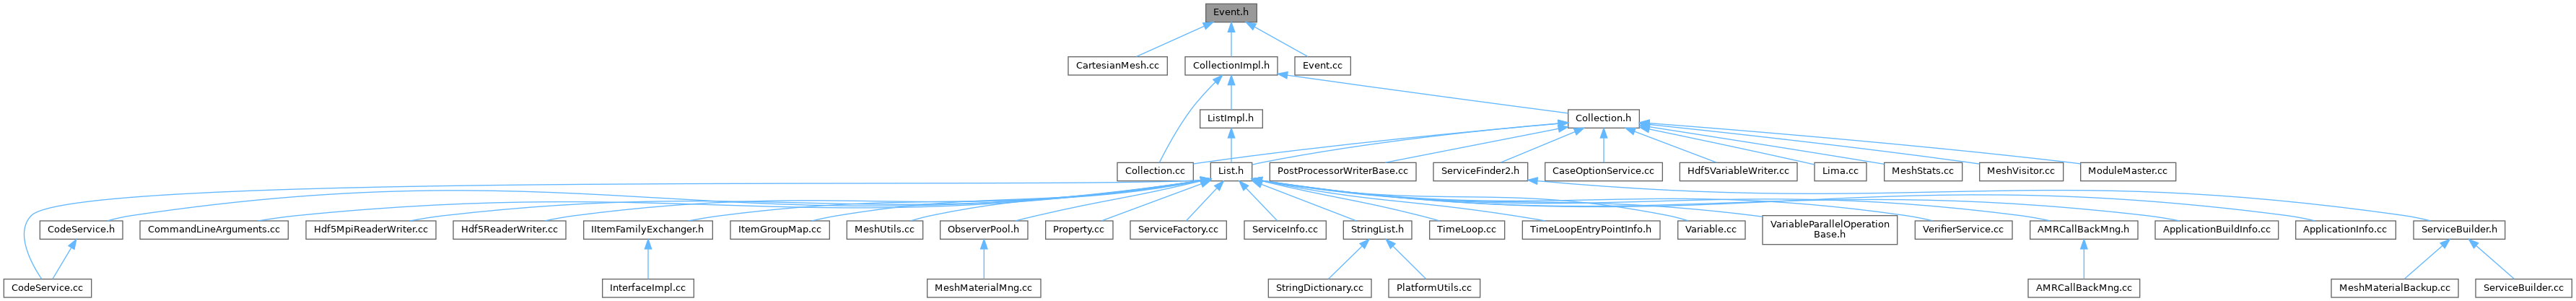 Event.h
CartesianMesh.cc
CollectionImpl.h
Event.cc
ListImpl.h
Collection.h
Collection.cc
List.h
PostProcessorWriterBase.cc
ServiceFinder2.h
CaseOptionService.cc
Hdf5VariableWriter.cc
Lima.cc
MeshStats.cc
MeshVisitor.cc
ModuleMaster.cc
CodeService.h
CommandLineArguments.cc
Hdf5MpiReaderWriter.cc
Hdf5ReaderWriter.cc
IItemFamilyExchanger.h
ItemGroupMap.cc
MeshUtils.cc
ObserverPool.h
Property.cc
ServiceFactory.cc
ServiceInfo.cc
StringList.h
TimeLoop.cc
TimeLoopEntryPointInfo.h
Variable.cc
VariableParallelOperation
Base.h
VerifierService.cc
AMRCallBackMng.h
ApplicationBuildInfo.cc
ApplicationInfo.cc
ServiceBuilder.h
CodeService.cc
InterfaceImpl.cc
MeshMaterialMng.cc
StringDictionary.cc
PlatformUtils.cc
AMRCallBackMng.cc
MeshMaterialBackup.cc
ServiceBuilder.cc